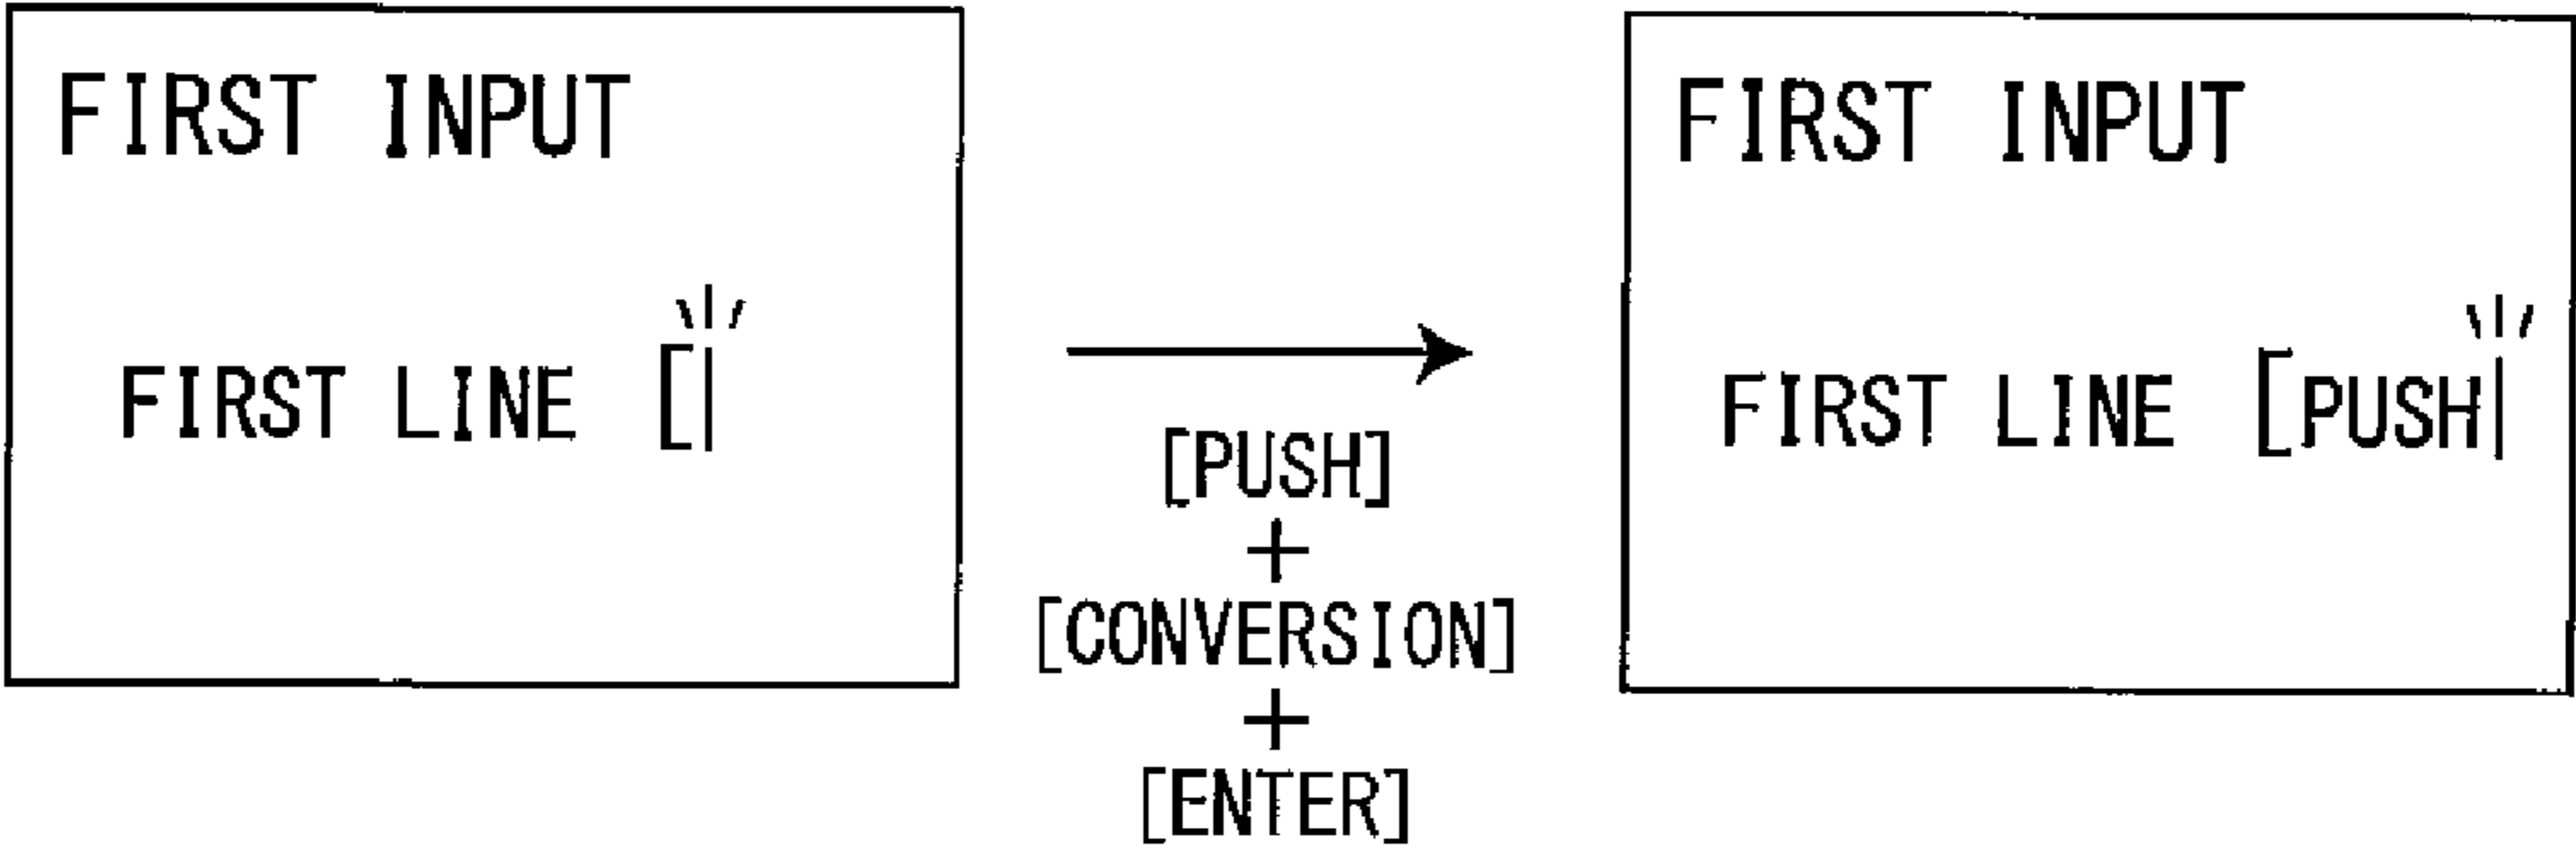 FIRST INPUT
FIRST LINE [
[PUSH]
+
[CONVERSION]
+
[ENTER]
FIRST INPUT
FIRST LINE [PUSH